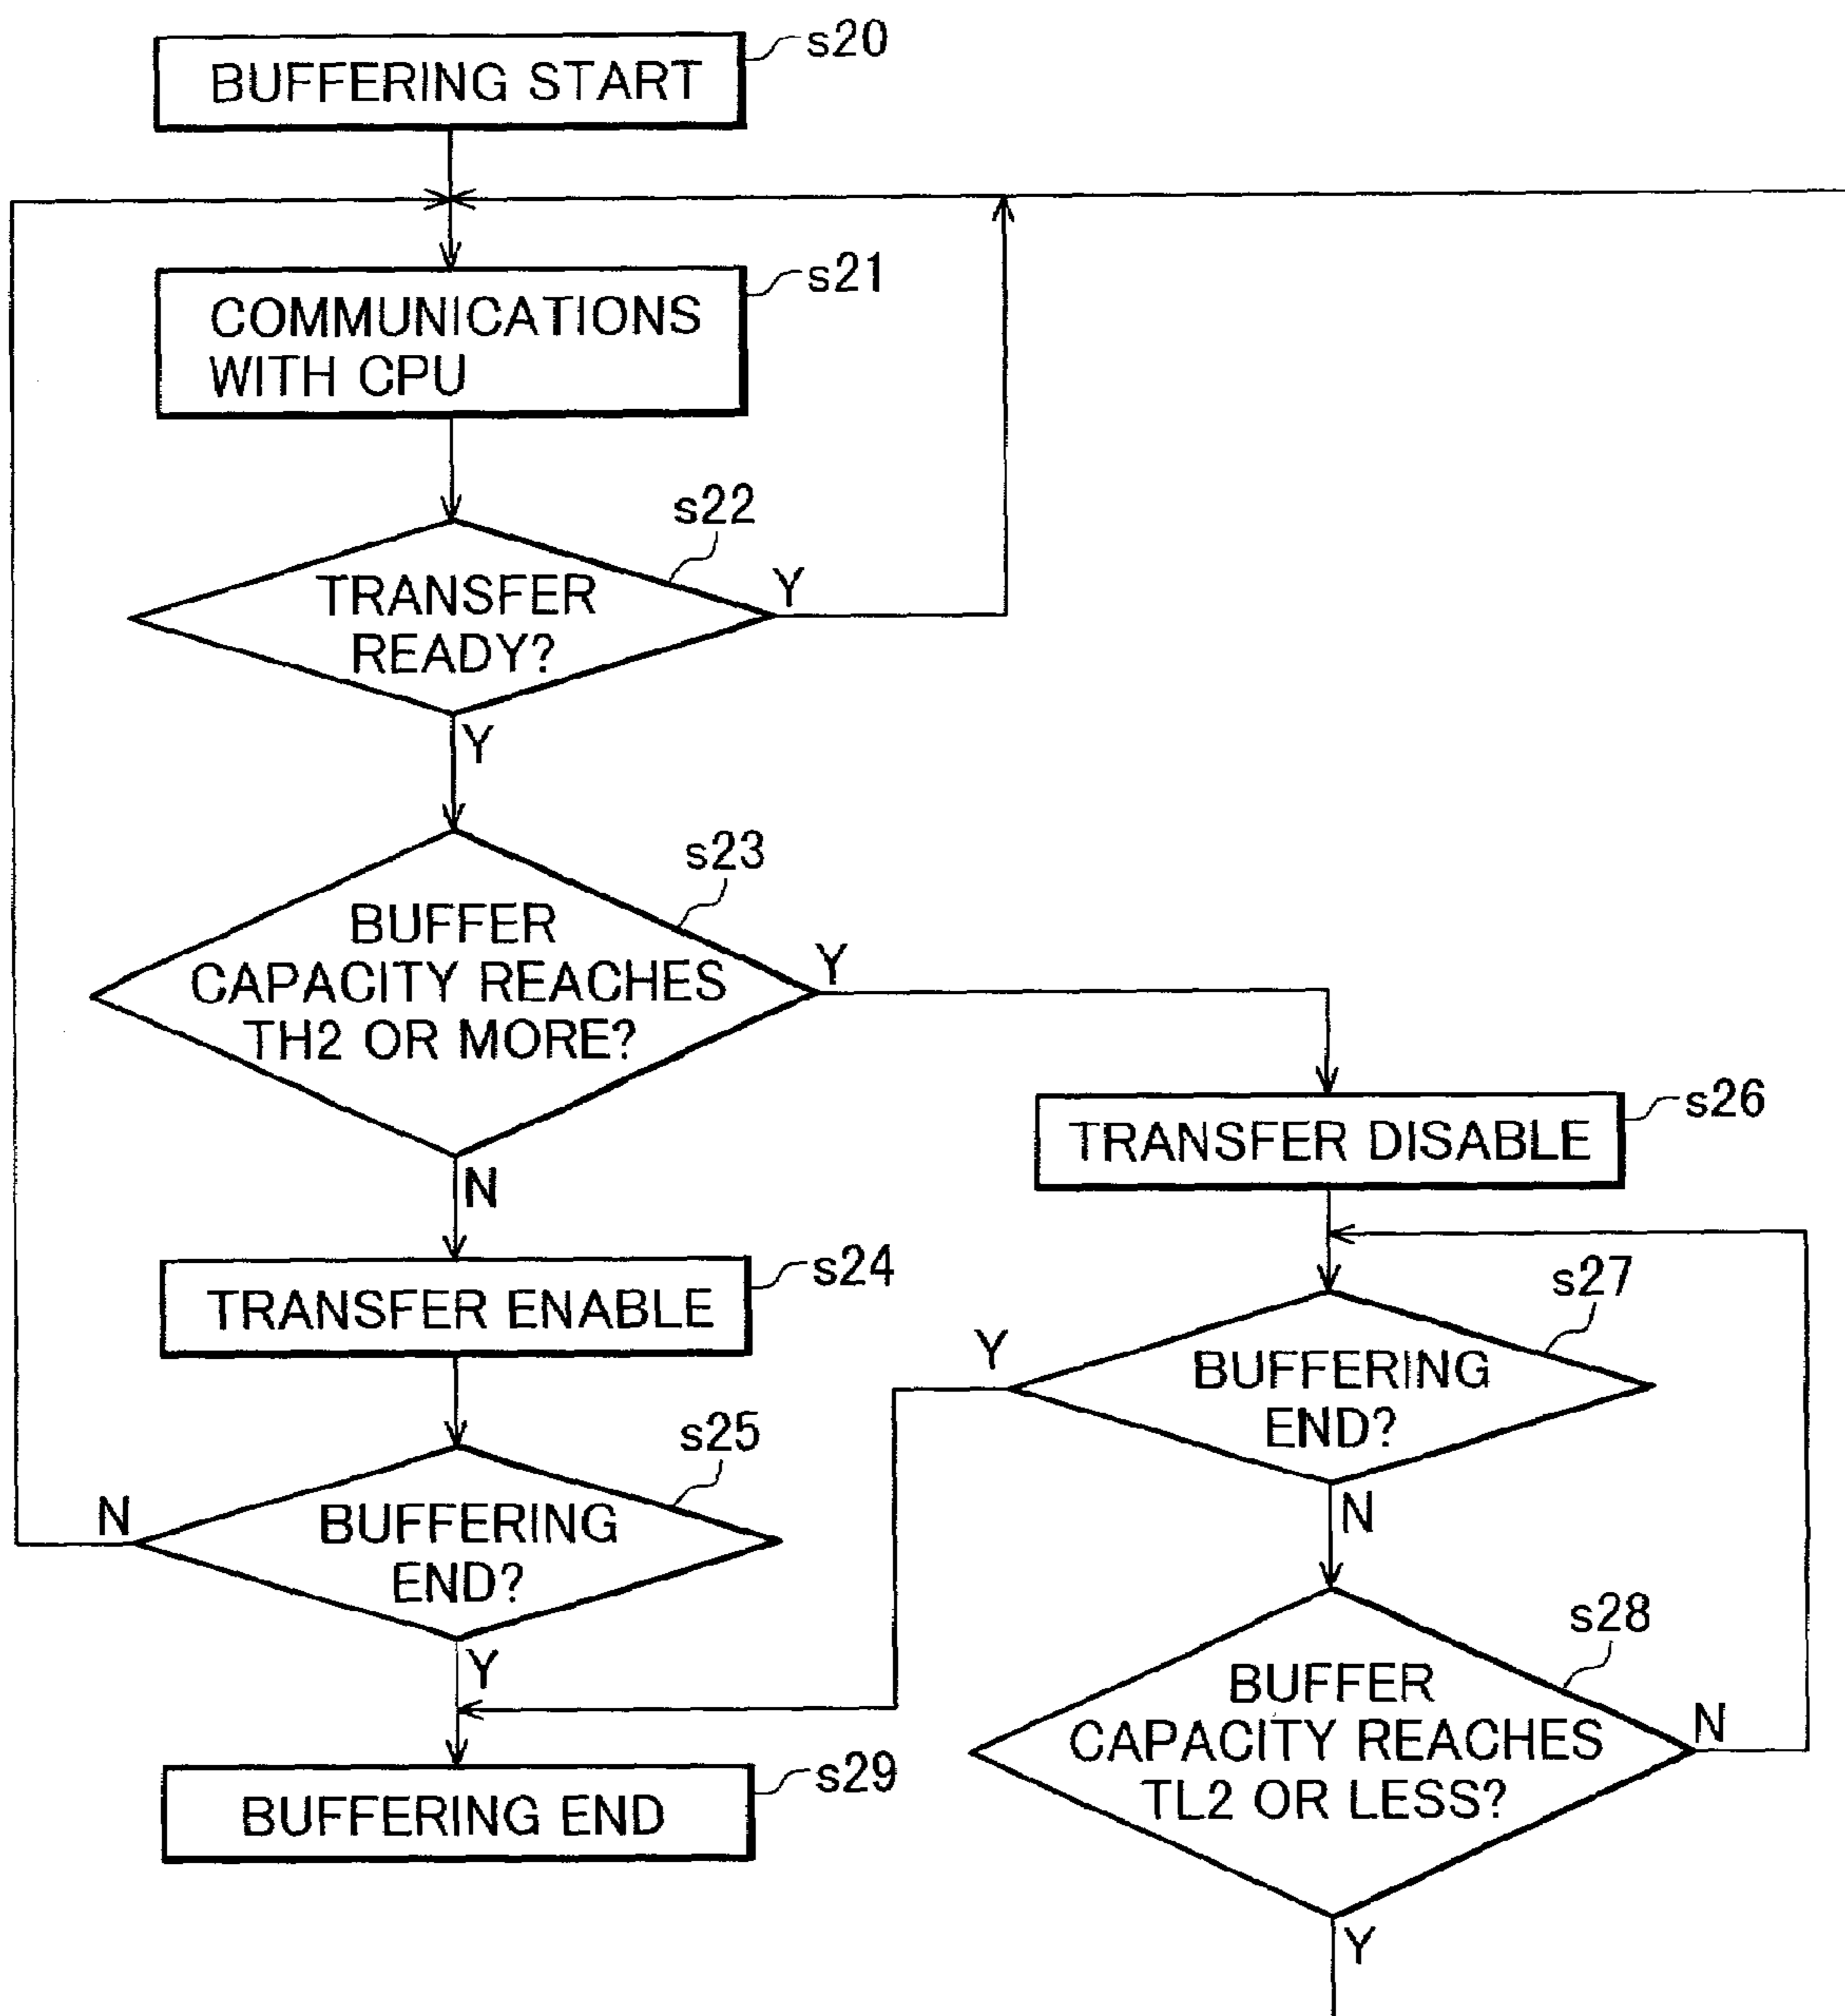 s20
BUFFERING START
s21
COMMUNICATIONS
WITH CPU
s22
TRANSFER
READY?
Y
Y
s23
BUFFER
CAPACITY REACHES
TH2 OR MORE?
Y
N
s26
TRANSFER DISABLE
s24
TRANSFER ENABLE
s27
BUFFERING
END?
Y
N
s25
BUFFERING
END?
N
Y
s28
BUFFER
CAPACITY REACHES
TL2 OR LESS?
N
Y
s29
BUFFERING END